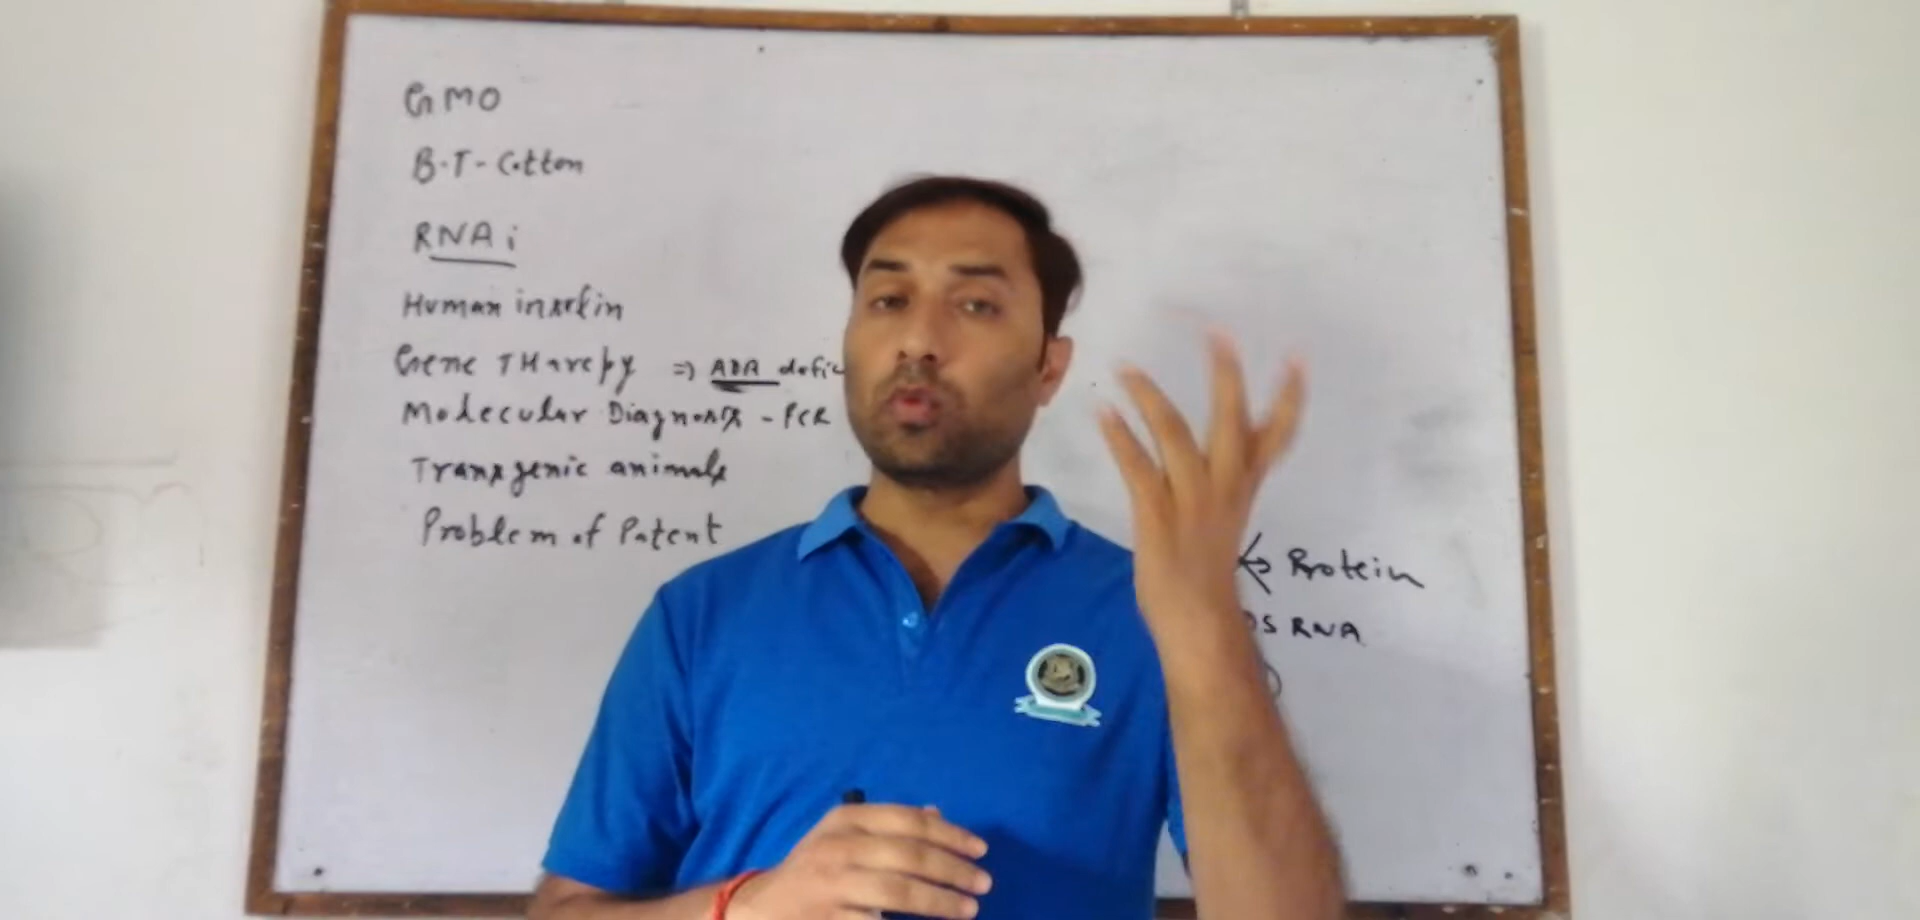 GMO
B.T-Cotton
RNAi
Human insulin
Gene THarepy => ADA defic
Molecular Diagnosis - PCR
Transgenic animals
Problem of Patent
Protein
DS RNA